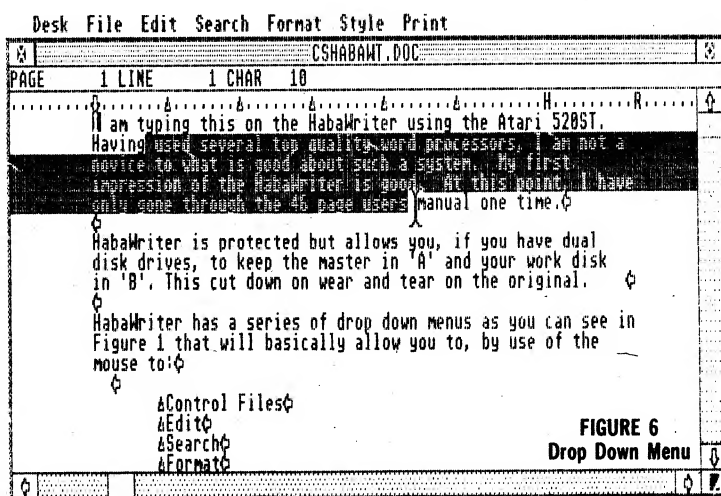 Desk File Edit Search Format Style Print
CSHABAWT.DOC
PAGE 1 LINE 1 CHAR 10
H R
I am typing this on the HabaWriter using the Atari 520ST.
Having used several top quality word processors, I am not a
novice to what is good about such a system. My first
impression of the HabaWriter is good. At this point I have
only gone through the 46 page users manual one time.
HabaWriter is protected but allows you, if you have dual
disk drives, to keep the master in 'A' and your work disk
in 'B'. This cut down on wear and tear on the original.
HabaWriter has a series of drop down menus as you can see in
Figure 1 that will basically allow you to, by use of the
mouse to:
Control Files
Edit
Search
Format
FIGURE 6
Drop Down Menu